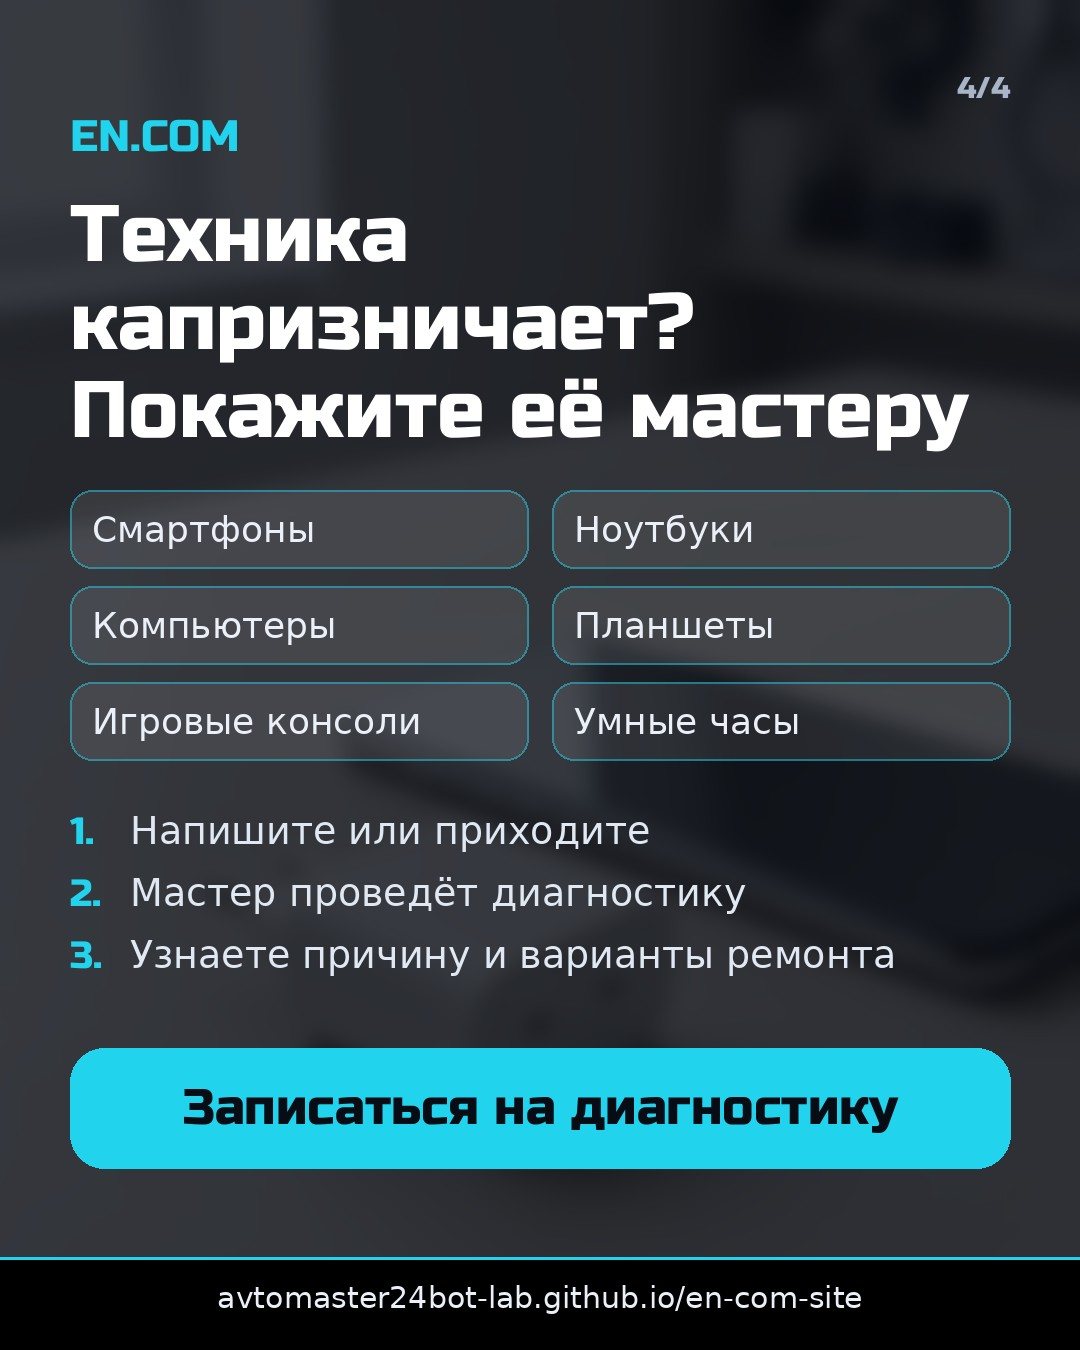 4/4
EN.COM
Техника
капризничает?
Покажите её мастеру
Смартфоны
Ноутбуки
Компьютеры
Планшеты
Игровые консоли
Умные часы
1. Напишите или приходите
2. Мастер проведёт диагностику
3. Узнаете причину и варианты ремонта
Записаться на диагностику
avtomaster24bot-lab.github.io/en-com-site